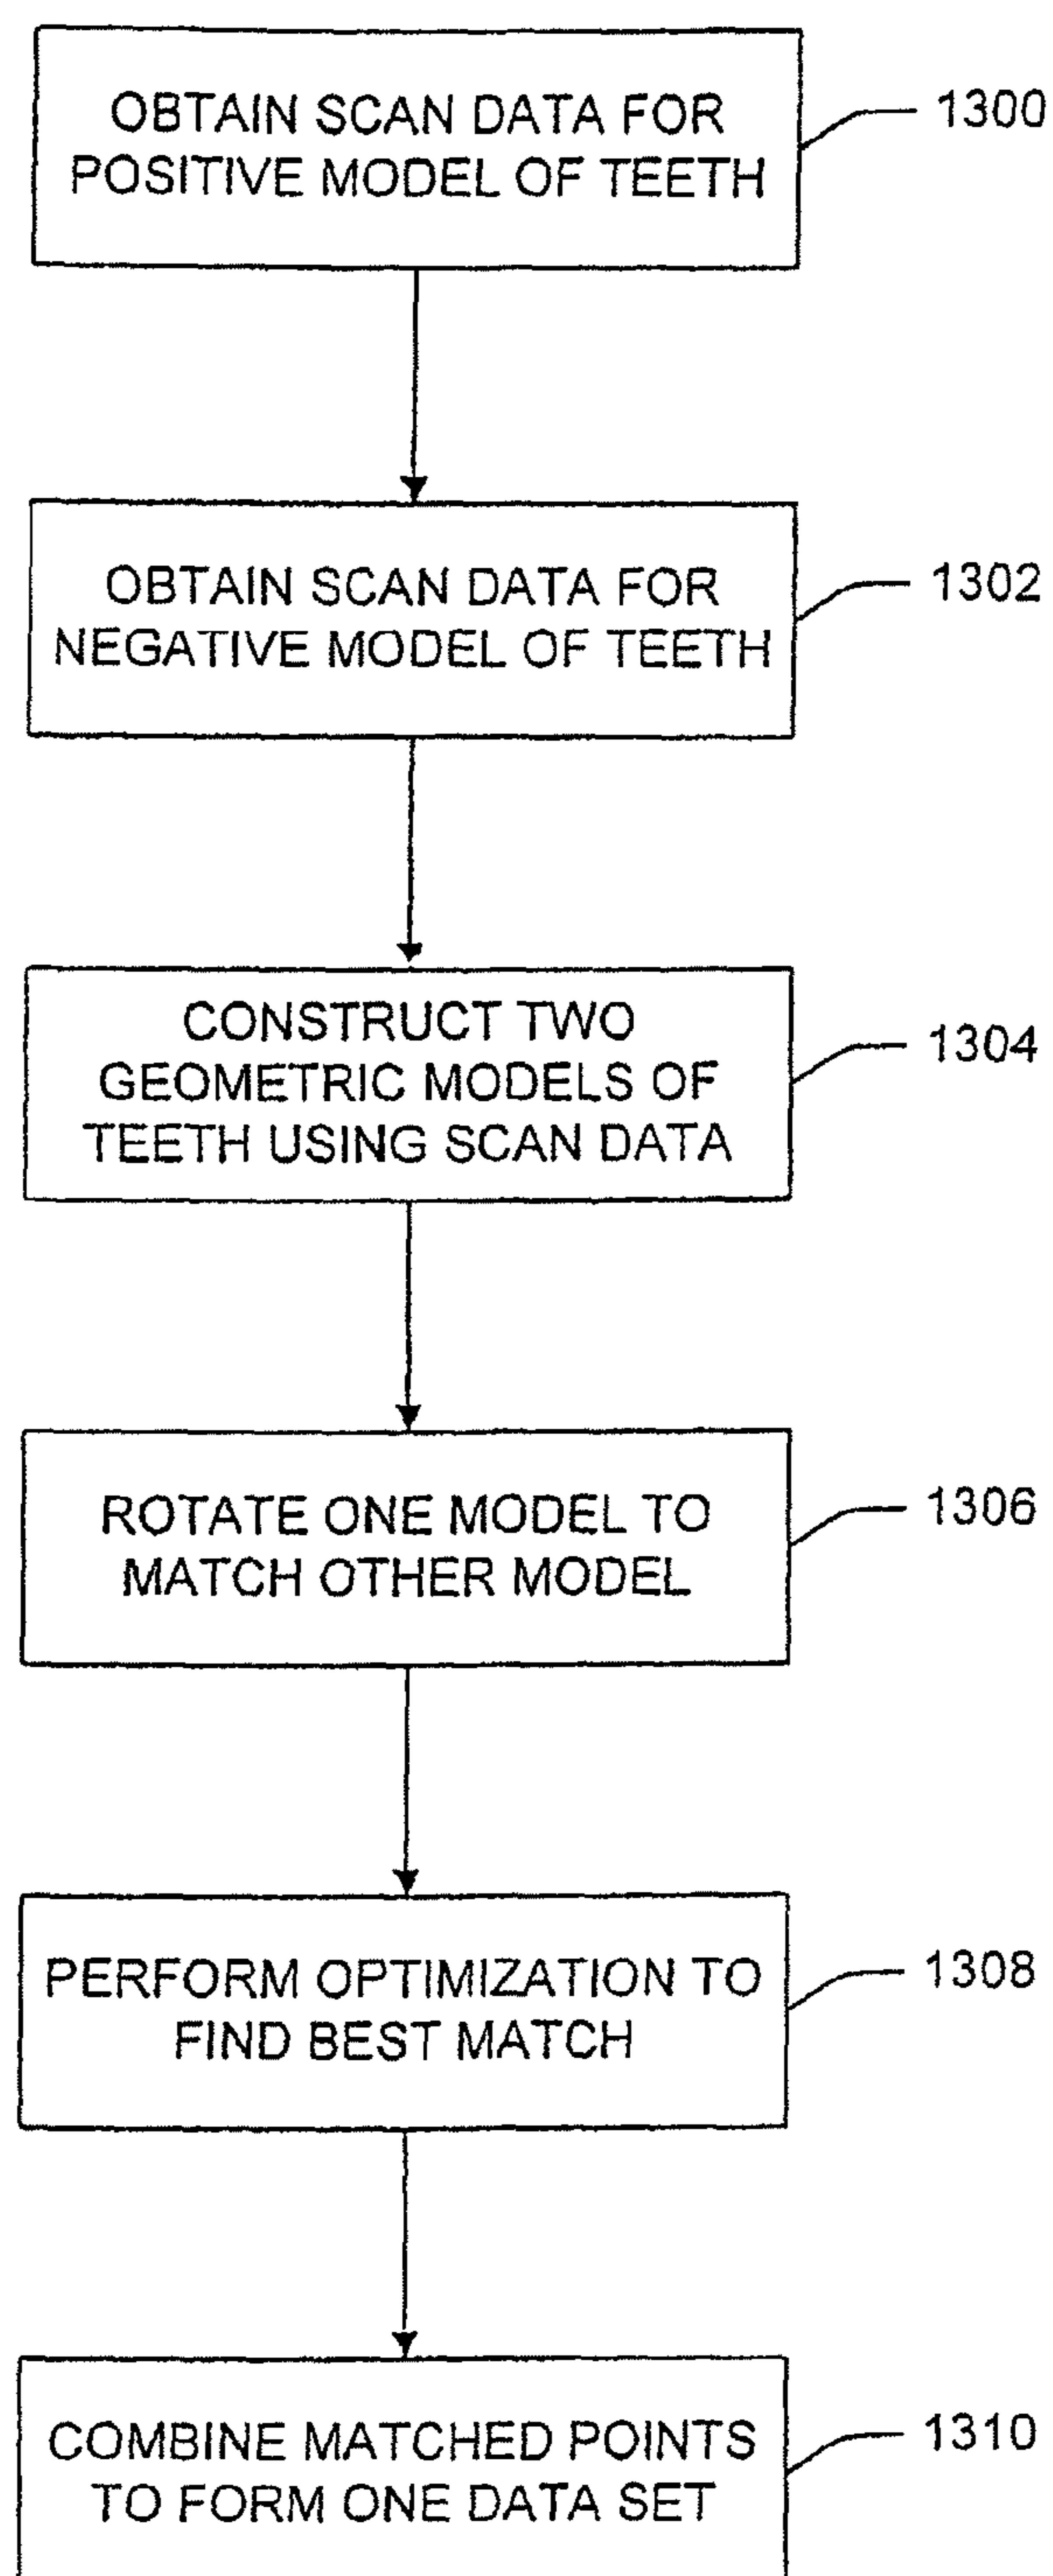 OBTAIN SCAN DATA FOR
POSITIVE MODEL OF TEETH
1300
OBTAIN SCAN DATA FOR
NEGATIVE MODEL OF TEETH
1302
CONSTRUCT TWO
GEOMETRIC MODELS OF
TEETH USING SCAN DATA
1304
ROTATE ONE MODEL TO
MATCH OTHER MODEL
1306
PERFORM OPTIMIZATION TO
FIND BEST MATCH
1308
COMBINE MATCHED POINTS
TO FORM ONE DATA SET
1310